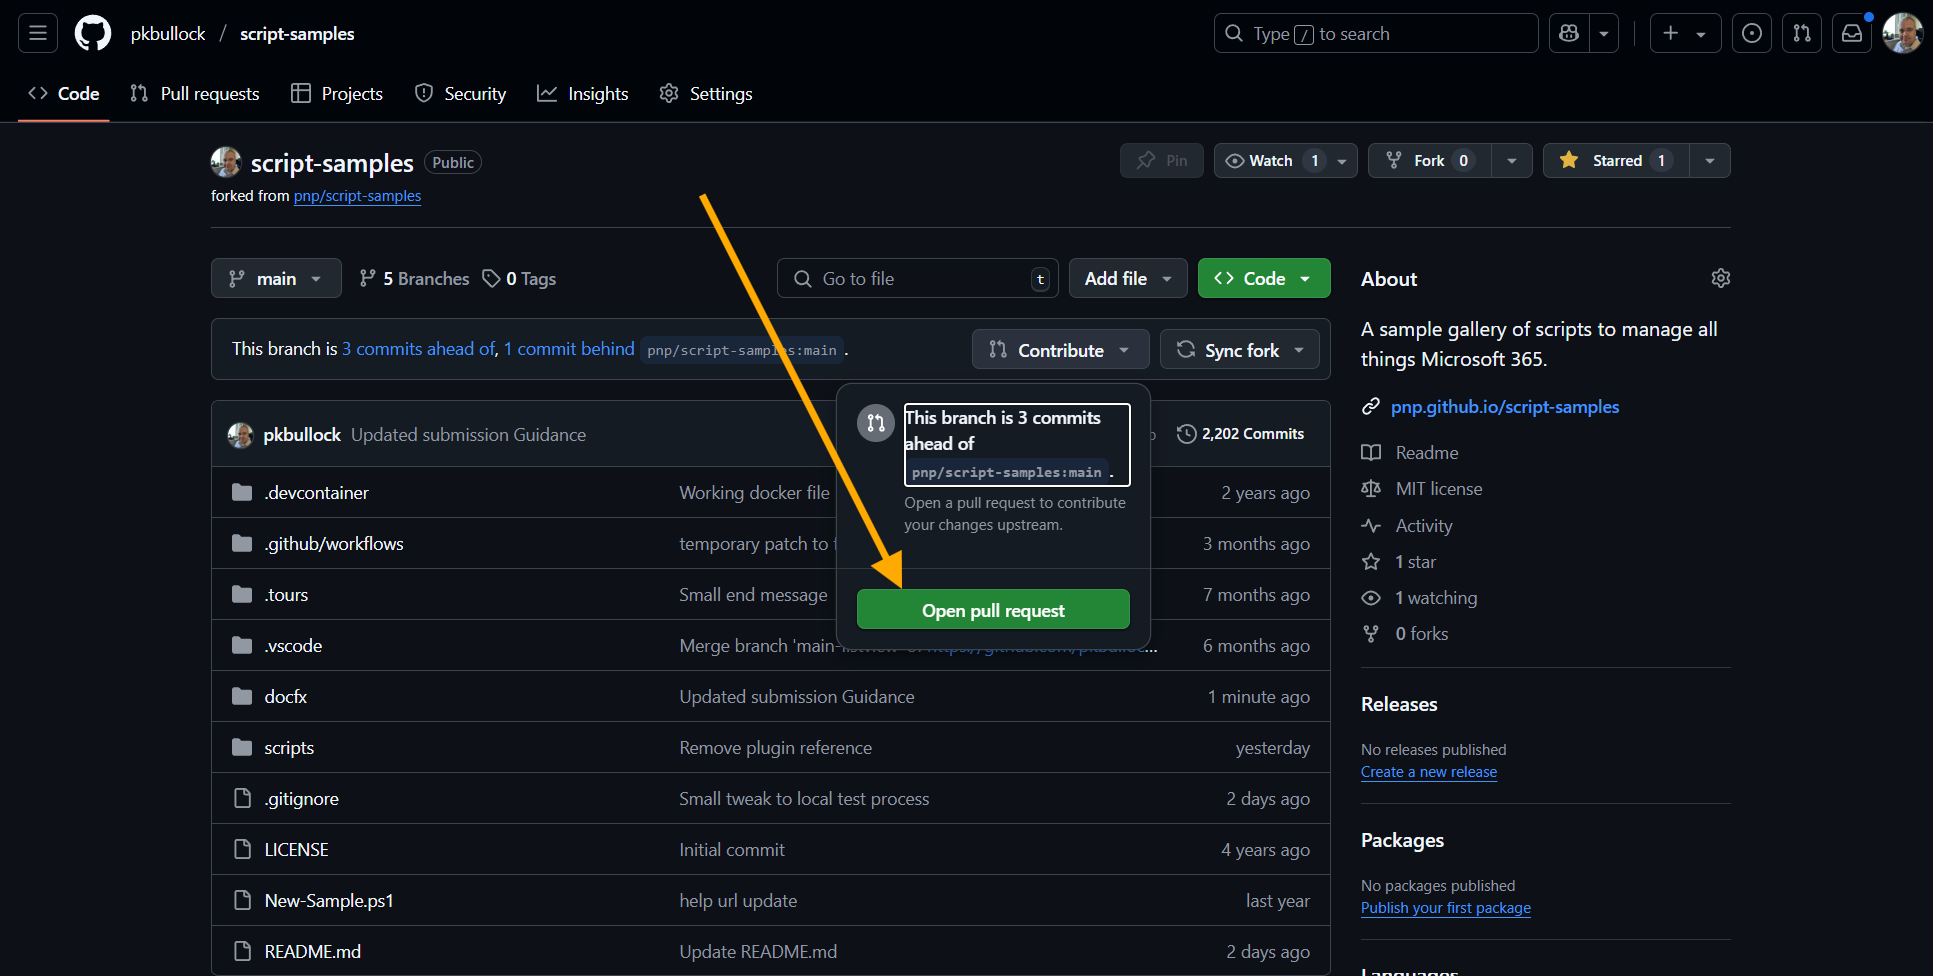 pkbullock / script-samples
Type / to search
Code
Pull requests
Projects
Security
Insights
Settings
script-samples Public
forked from pnp/script-samples
Pin
Watch 1
Fork 0
Starred 1
main
5 Branches
0 Tags
Go to file t
Add file
Code
This branch is 3 commits ahead of, 1 commit behind pnp/script-samples:main .
Contribute
Sync fork
This branch is 3 commits
ahead of
pnp/script-samples:main .
Open a pull request to contribute
your changes upstream.
Open pull request
pkbullock Updated submission Guidance
2,202 Commits
.devcontainer Working docker file 2 years ago
.github/workflows temporary patch to 3 months ago
.tours Small end message 7 months ago
.vscode Merge branch 'main- ... 6 months ago
docfx Updated submission Guidance 1 minute ago
scripts Remove plugin reference yesterday
.gitignore Small tweak to local test process 2 days ago
LICENSE Initial commit 4 years ago
New-Sample.ps1 help url update last year
README.md Update README.md 2 days ago
About
A sample gallery of scripts to manage all
things Microsoft 365.
pnp.github.io/script-samples
Readme
MIT license
Activity
1 star
1 watching
0 forks
Releases
No releases published
Create a new release
Packages
No packages published
Publish your first package
Languages